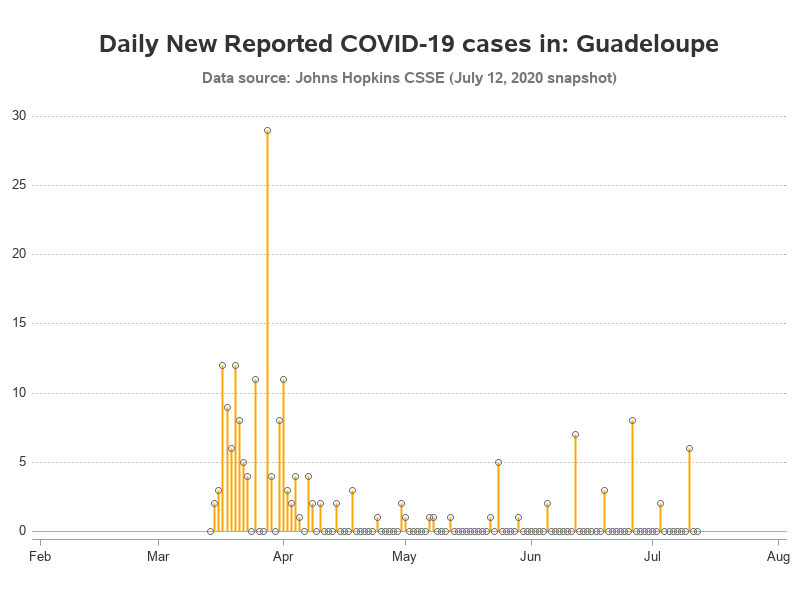 Daily New Reported COVID-19 cases in: Guadeloupe
Data source: Johns Hopkins CSSE (July 12, 2020 snapshot)
30
25
20
15
10
5
0
Feb Mar Apr May Jun Jul Aug